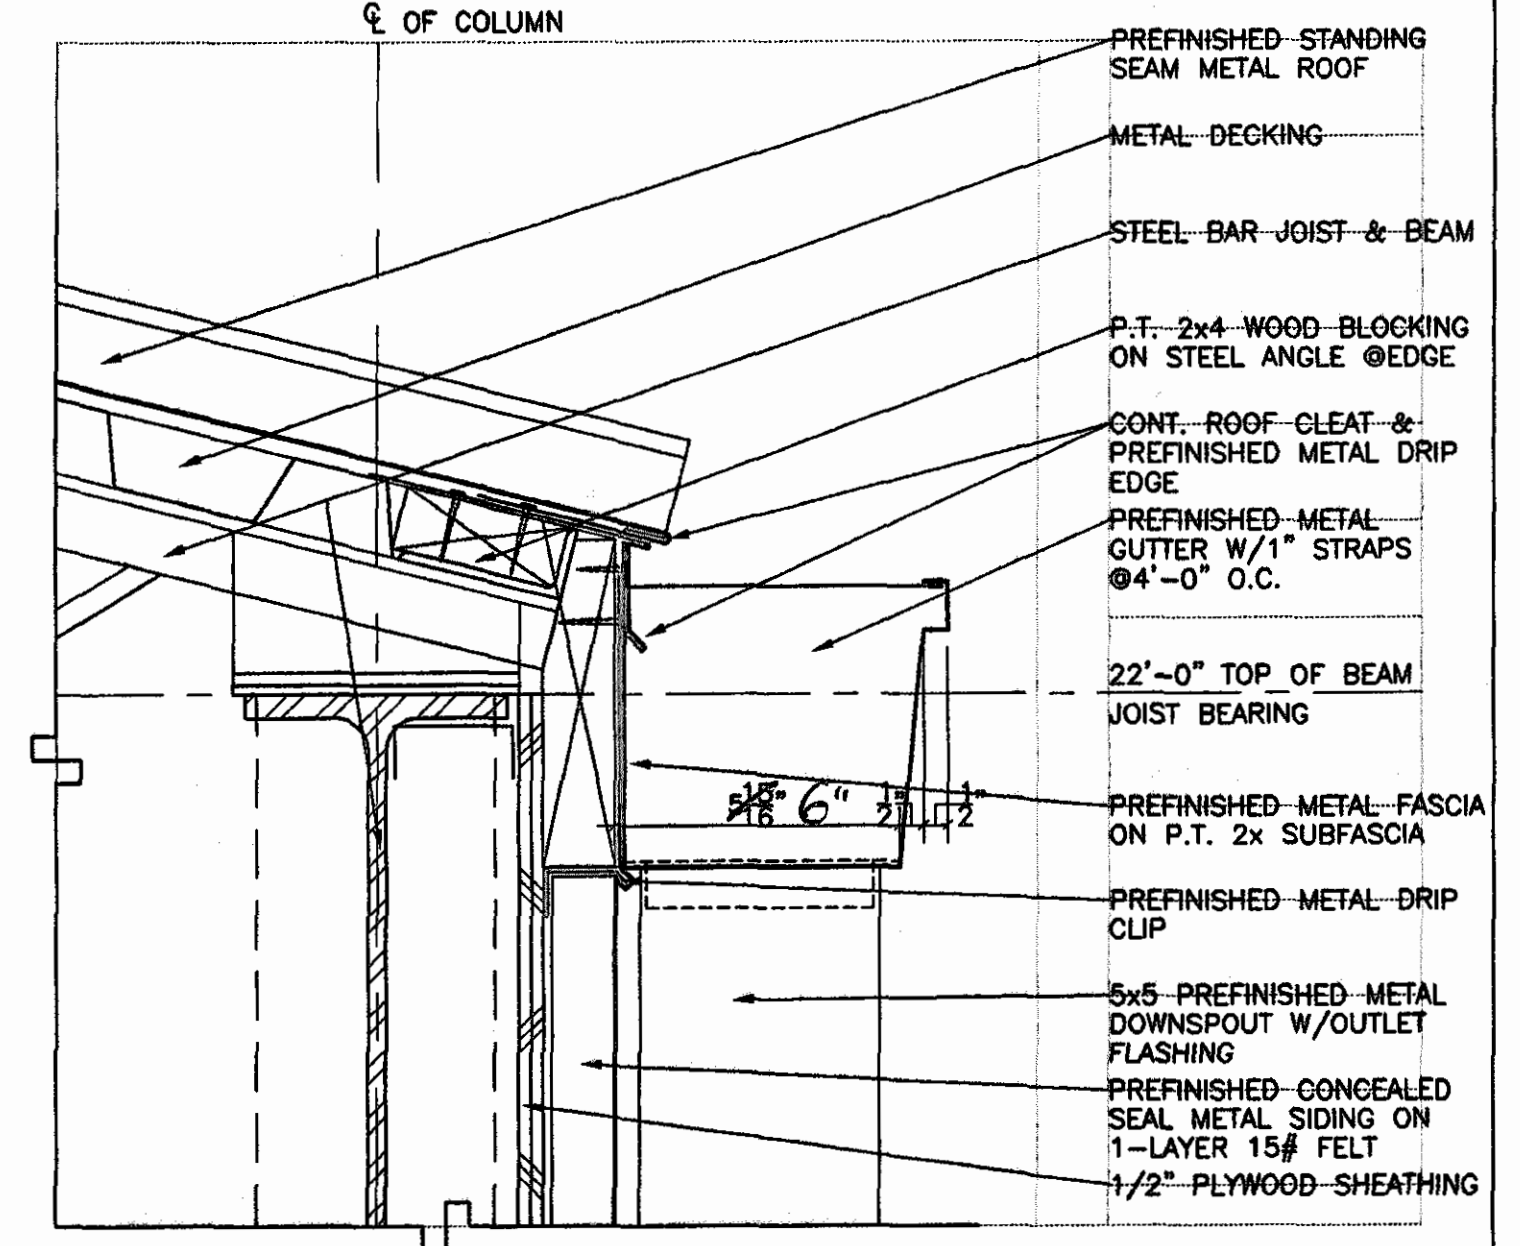 ℄ OF COLUMN
PREFINISHED STANDING
SEAM METAL ROOF
METAL DECKING
STEEL BAR JOIST & BEAM
P.T. 2x4 WOOD BLOCKING
ON STEEL ANGLE @EDGE
CONT. ROOF CLEAT &
PREFINISHED METAL DRIP
EDGE
PREFINISHED METAL
GUTTER W/1" STRAPS
@4'-0" O.C.
22'-0" TOP OF BEAM
JOIST BEARING
5 15/16" 6" 1/2" 1/2"
PREFINISHED METAL FASCIA
ON P.T. 2x SUBFASCIA
PREFINISHED METAL DRIP
CLIP
5x5 PREFINISHED METAL
DOWNSPOUT W/OUTLET
FLASHING
PREFINISHED CONCEALED
SEAL METAL SIDING ON
1-LAYER 15# FELT
1/2" PLYWOOD SHEATHING